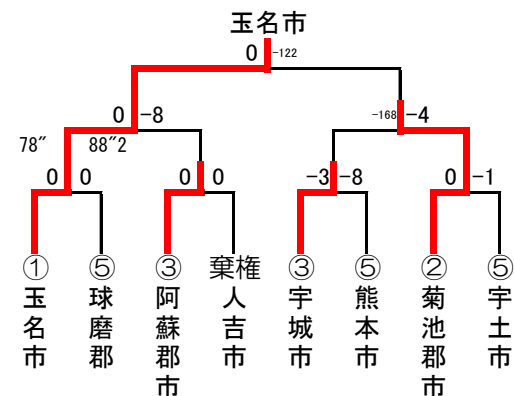 玉名市
0 -122
0 -8 -168 -4
78″ 88″2
0 0 0 0 -3 -8 0 -1
① ⑤ ③ 棄権 ③ ⑤ ② ⑤
玉名市
球磨郡
阿蘇郡市
人吉市
宇城市
熊本市
菊池郡市
宇土市